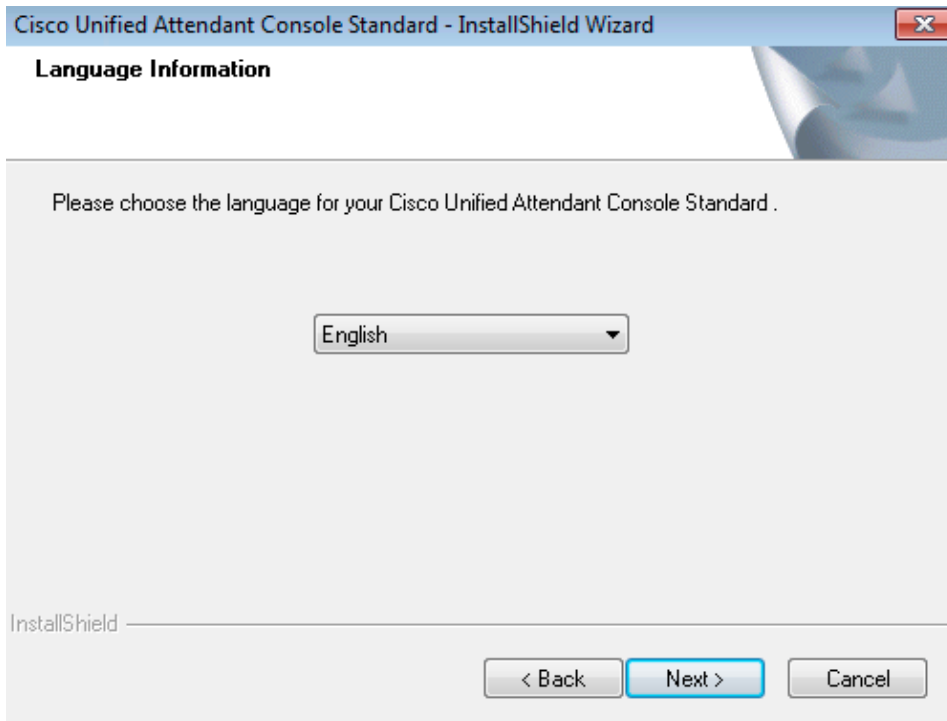 Cisco Unified Attendant Console Standard - InstallShield Wizard
Language Information
Please choose the language for your Cisco Unified Attendant Console Standard .
English
InstallShield
< Back Next > Cancel